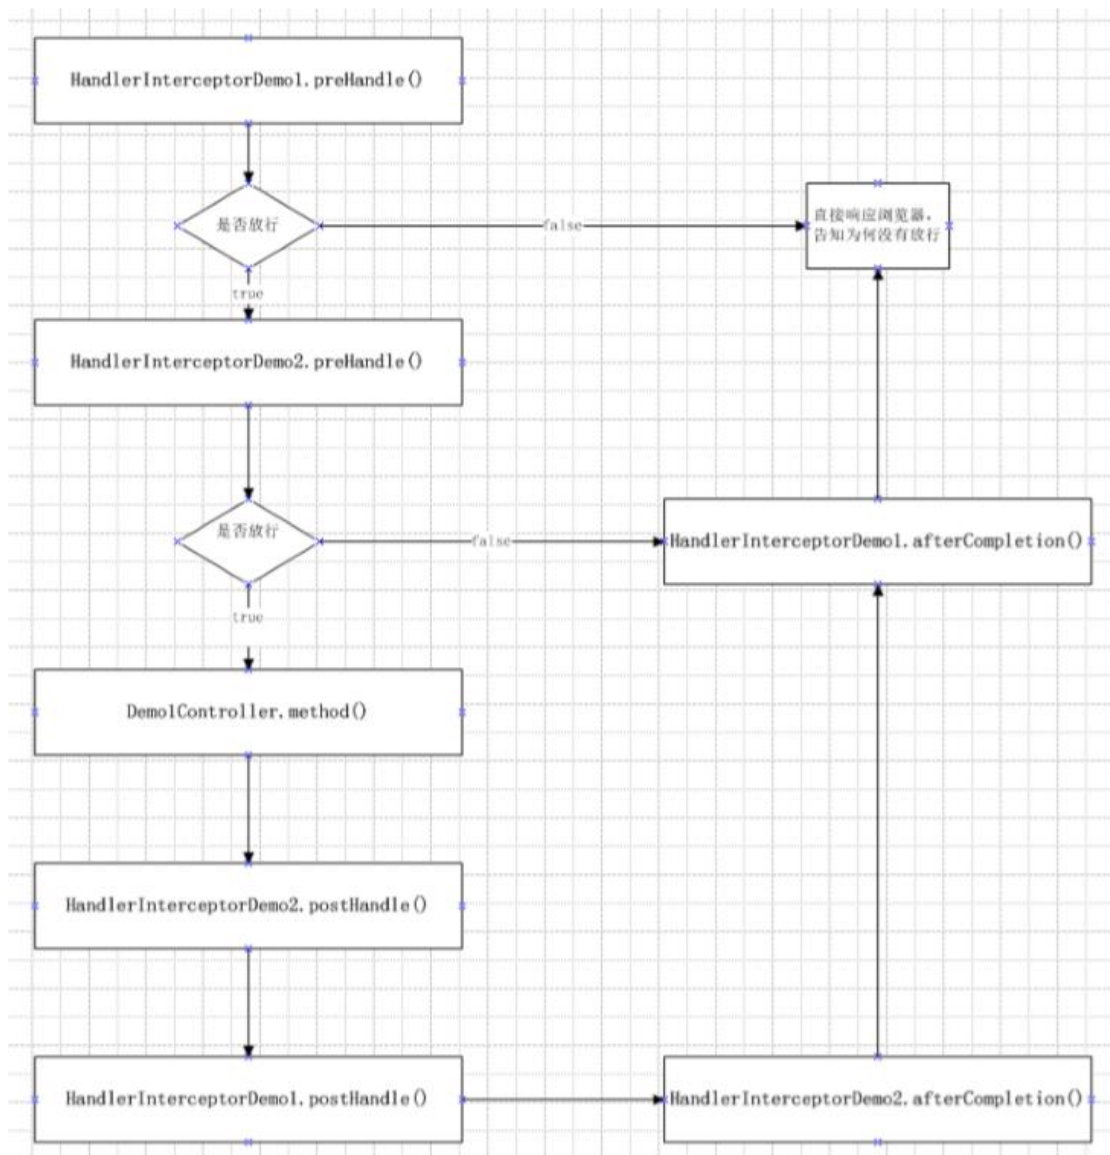 HandlerInterceptorDemo1.preHandle()
是否放行
false
直接响应浏览器，
告知为何没有放行
true
HandlerInterceptorDemo2.preHandle()
是否放行
false
HandlerInterceptorDemo1.afterCompletion()
true
Demo1Controller.method()
HandlerInterceptorDemo2.postHandle()
HandlerInterceptorDemo1.postHandle()
HandlerInterceptorDemo2.afterCompletion()